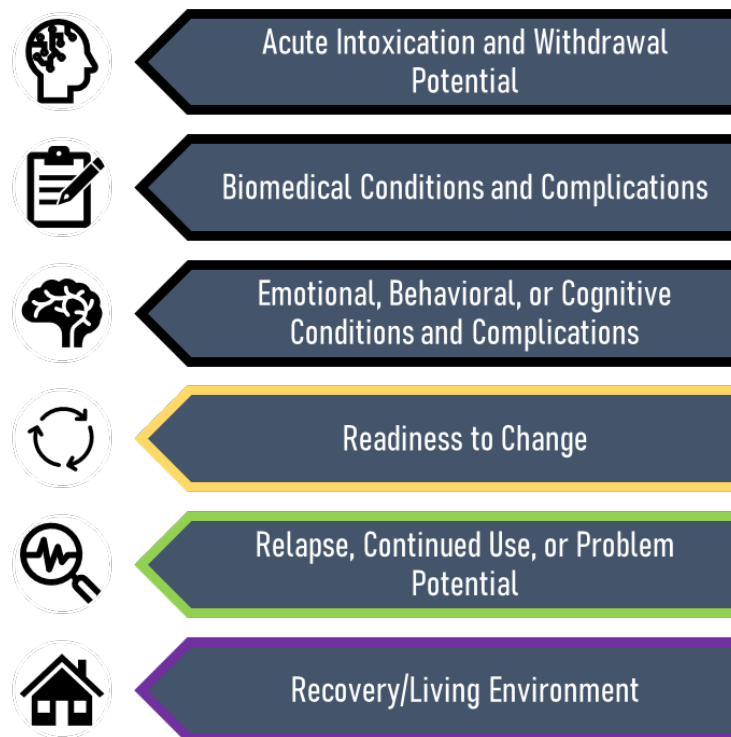 Acute Intoxication and Withdrawal
Potential
Biomedical Conditions and Complications
Emotional, Behavioral, or Cognitive
Conditions and Complications
Readiness to Change
Relapse, Continued Use, or Problem
Potential
Recovery/Living Environment